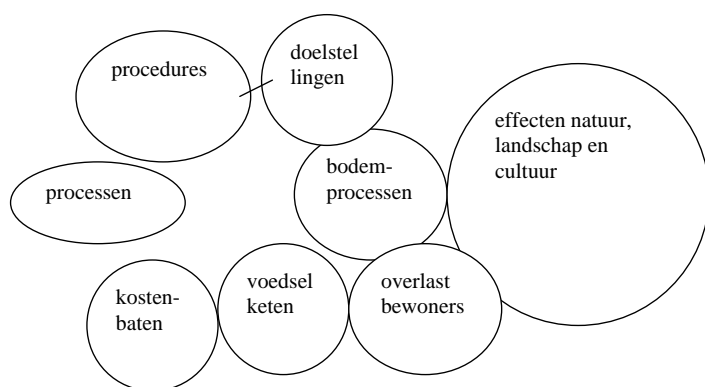 procedures
doelstel
lingen
effecten natuur,
landschap en
cultuur
processen
bodem-
processen
kosten-
baten
voedsel
keten
overlast
bewoners